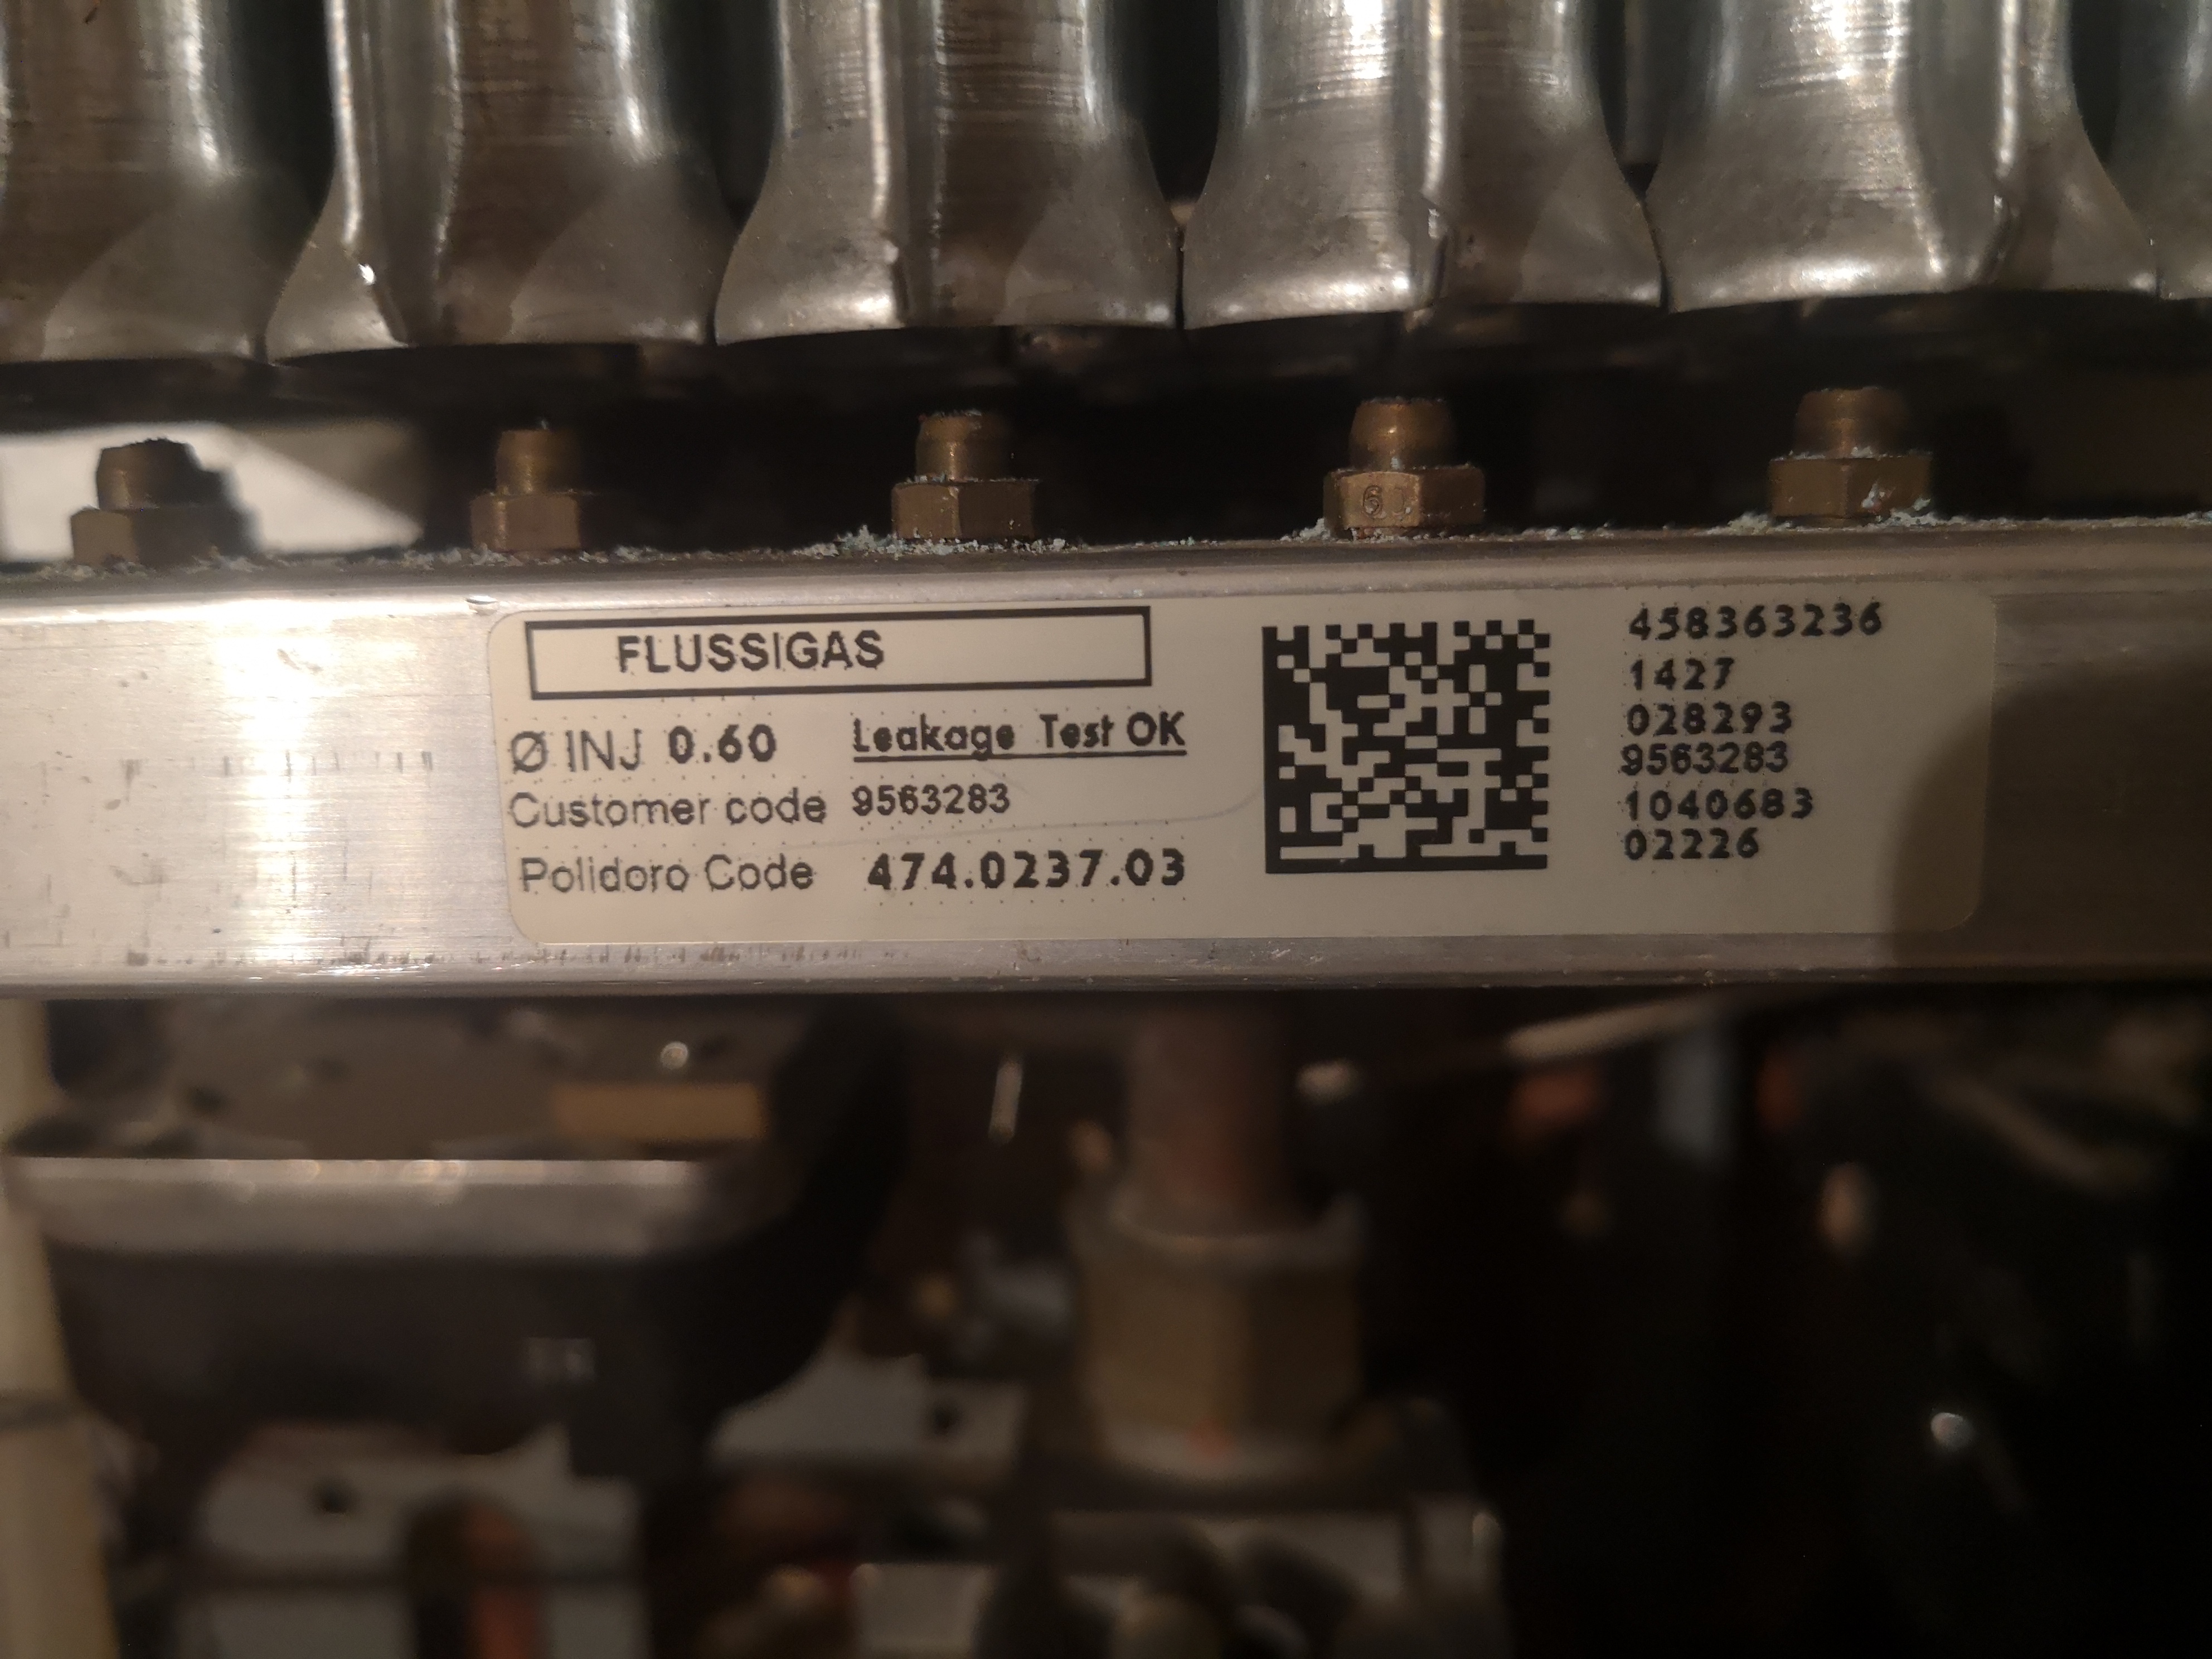 FLUSSIGAS
Ø INJ 0.60 Leakage Test OK
Customer code 9563283
Polidoro Code 474.0237.03
458363236
1427
028293
9563283
1040683
02226